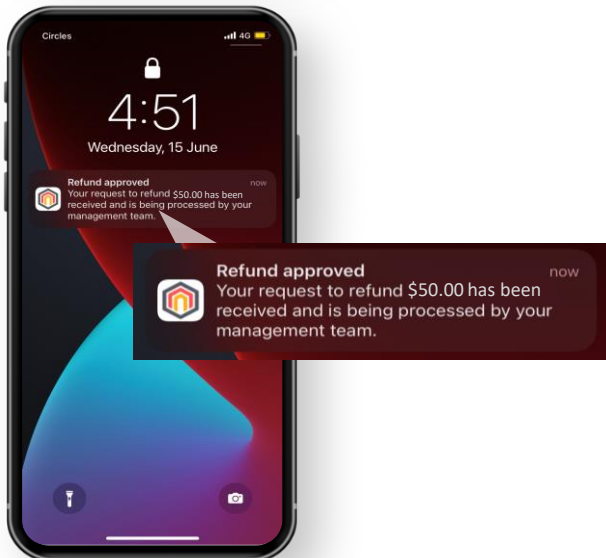 Circles
4G
4:51
Wednesday, 15 June
Refund approved
now
Your request to refund $50.00 has been
received and is being processed by your
management team.
Refund approved
now
Your request to refund $50.00 has been
received and is being processed by your
management team.